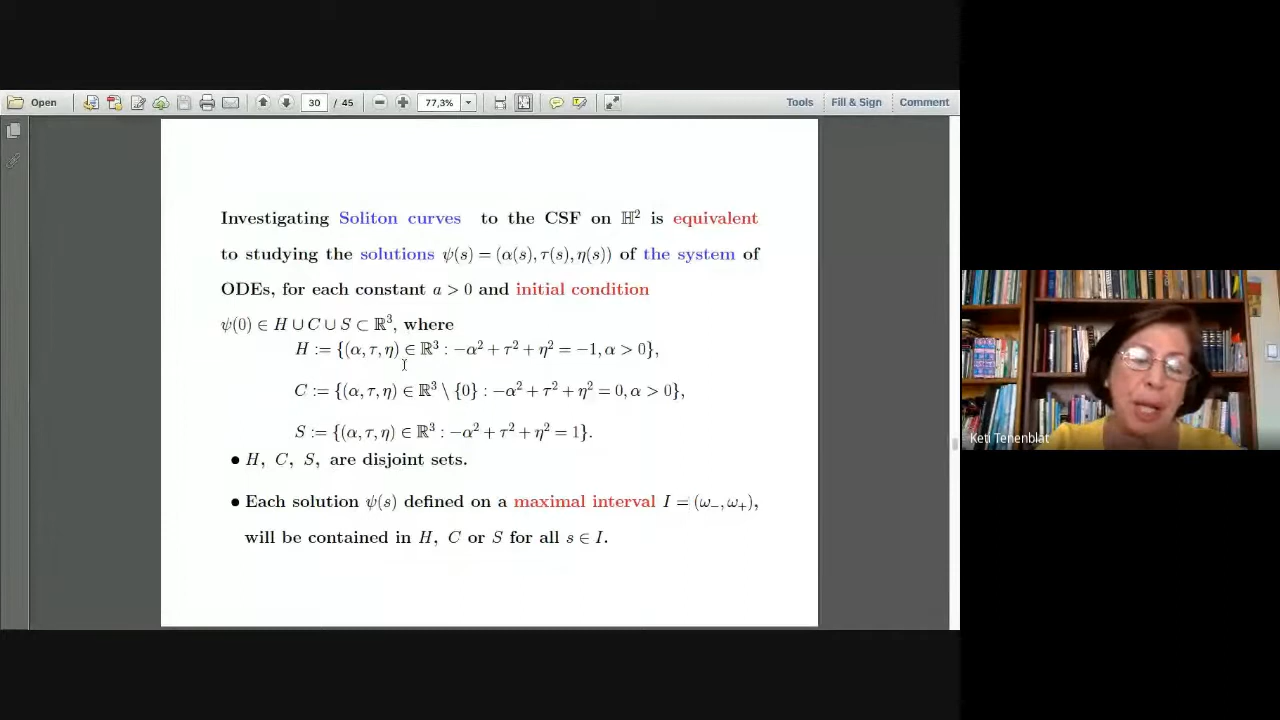 Open
30 / 45
77,3%
Tools
Fill & Sign
Comment
Investigating Soliton curves to the CSF on ℍ² is equivalent
to studying the solutions ψ(s) = (α(s), τ(s), η(s)) of the system of
ODEs, for each constant a > 0 and initial condition
ψ(0) ∈ H ∪ C ∪ S ⊂ ℝ³, where
H := {(α, τ, η) ∈ ℝ³ : −α² + τ² + η² = −1, α > 0},
C := {(α, τ, η) ∈ ℝ³ \ {0} : −α² + τ² + η² = 0, α > 0},
S := {(α, τ, η) ∈ ℝ³ : −α² + τ² + η² = 1}.
• H, C, S, are disjoint sets.
• Each solution ψ(s) defined on a maximal interval I = (ω₋, ω₊),
will be contained in H, C or S for all s ∈ I.
Keti Tenenblat